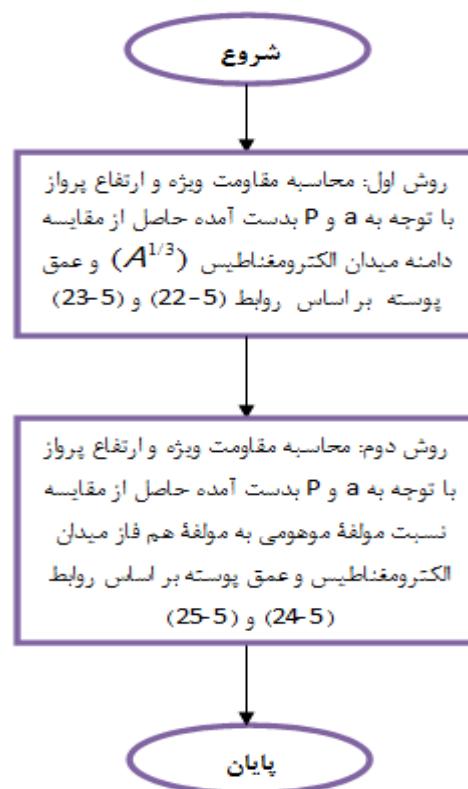 شروع
روش اول: محاسبه مقاومت ویژه و ارتفاع پرواز
با توجه به a و P بدست آمده حاصل از مقایسه
دامنه میدان الکترومغناطیس (A^{1/3}) و عمق
پوسته بر اساس روابط (5-22) و (5-23)
روش دوم: محاسبه مقاومت ویژه و ارتفاع پرواز
با توجه به a و P بدست آمده حاصل از مقایسه
نسبت مولفهٔ موهومی به مولفهٔ هم فاز میدان
الکترومغناطیس و عمق پوسته بر اساس روابط
(5-24) و (5-25)
پایان